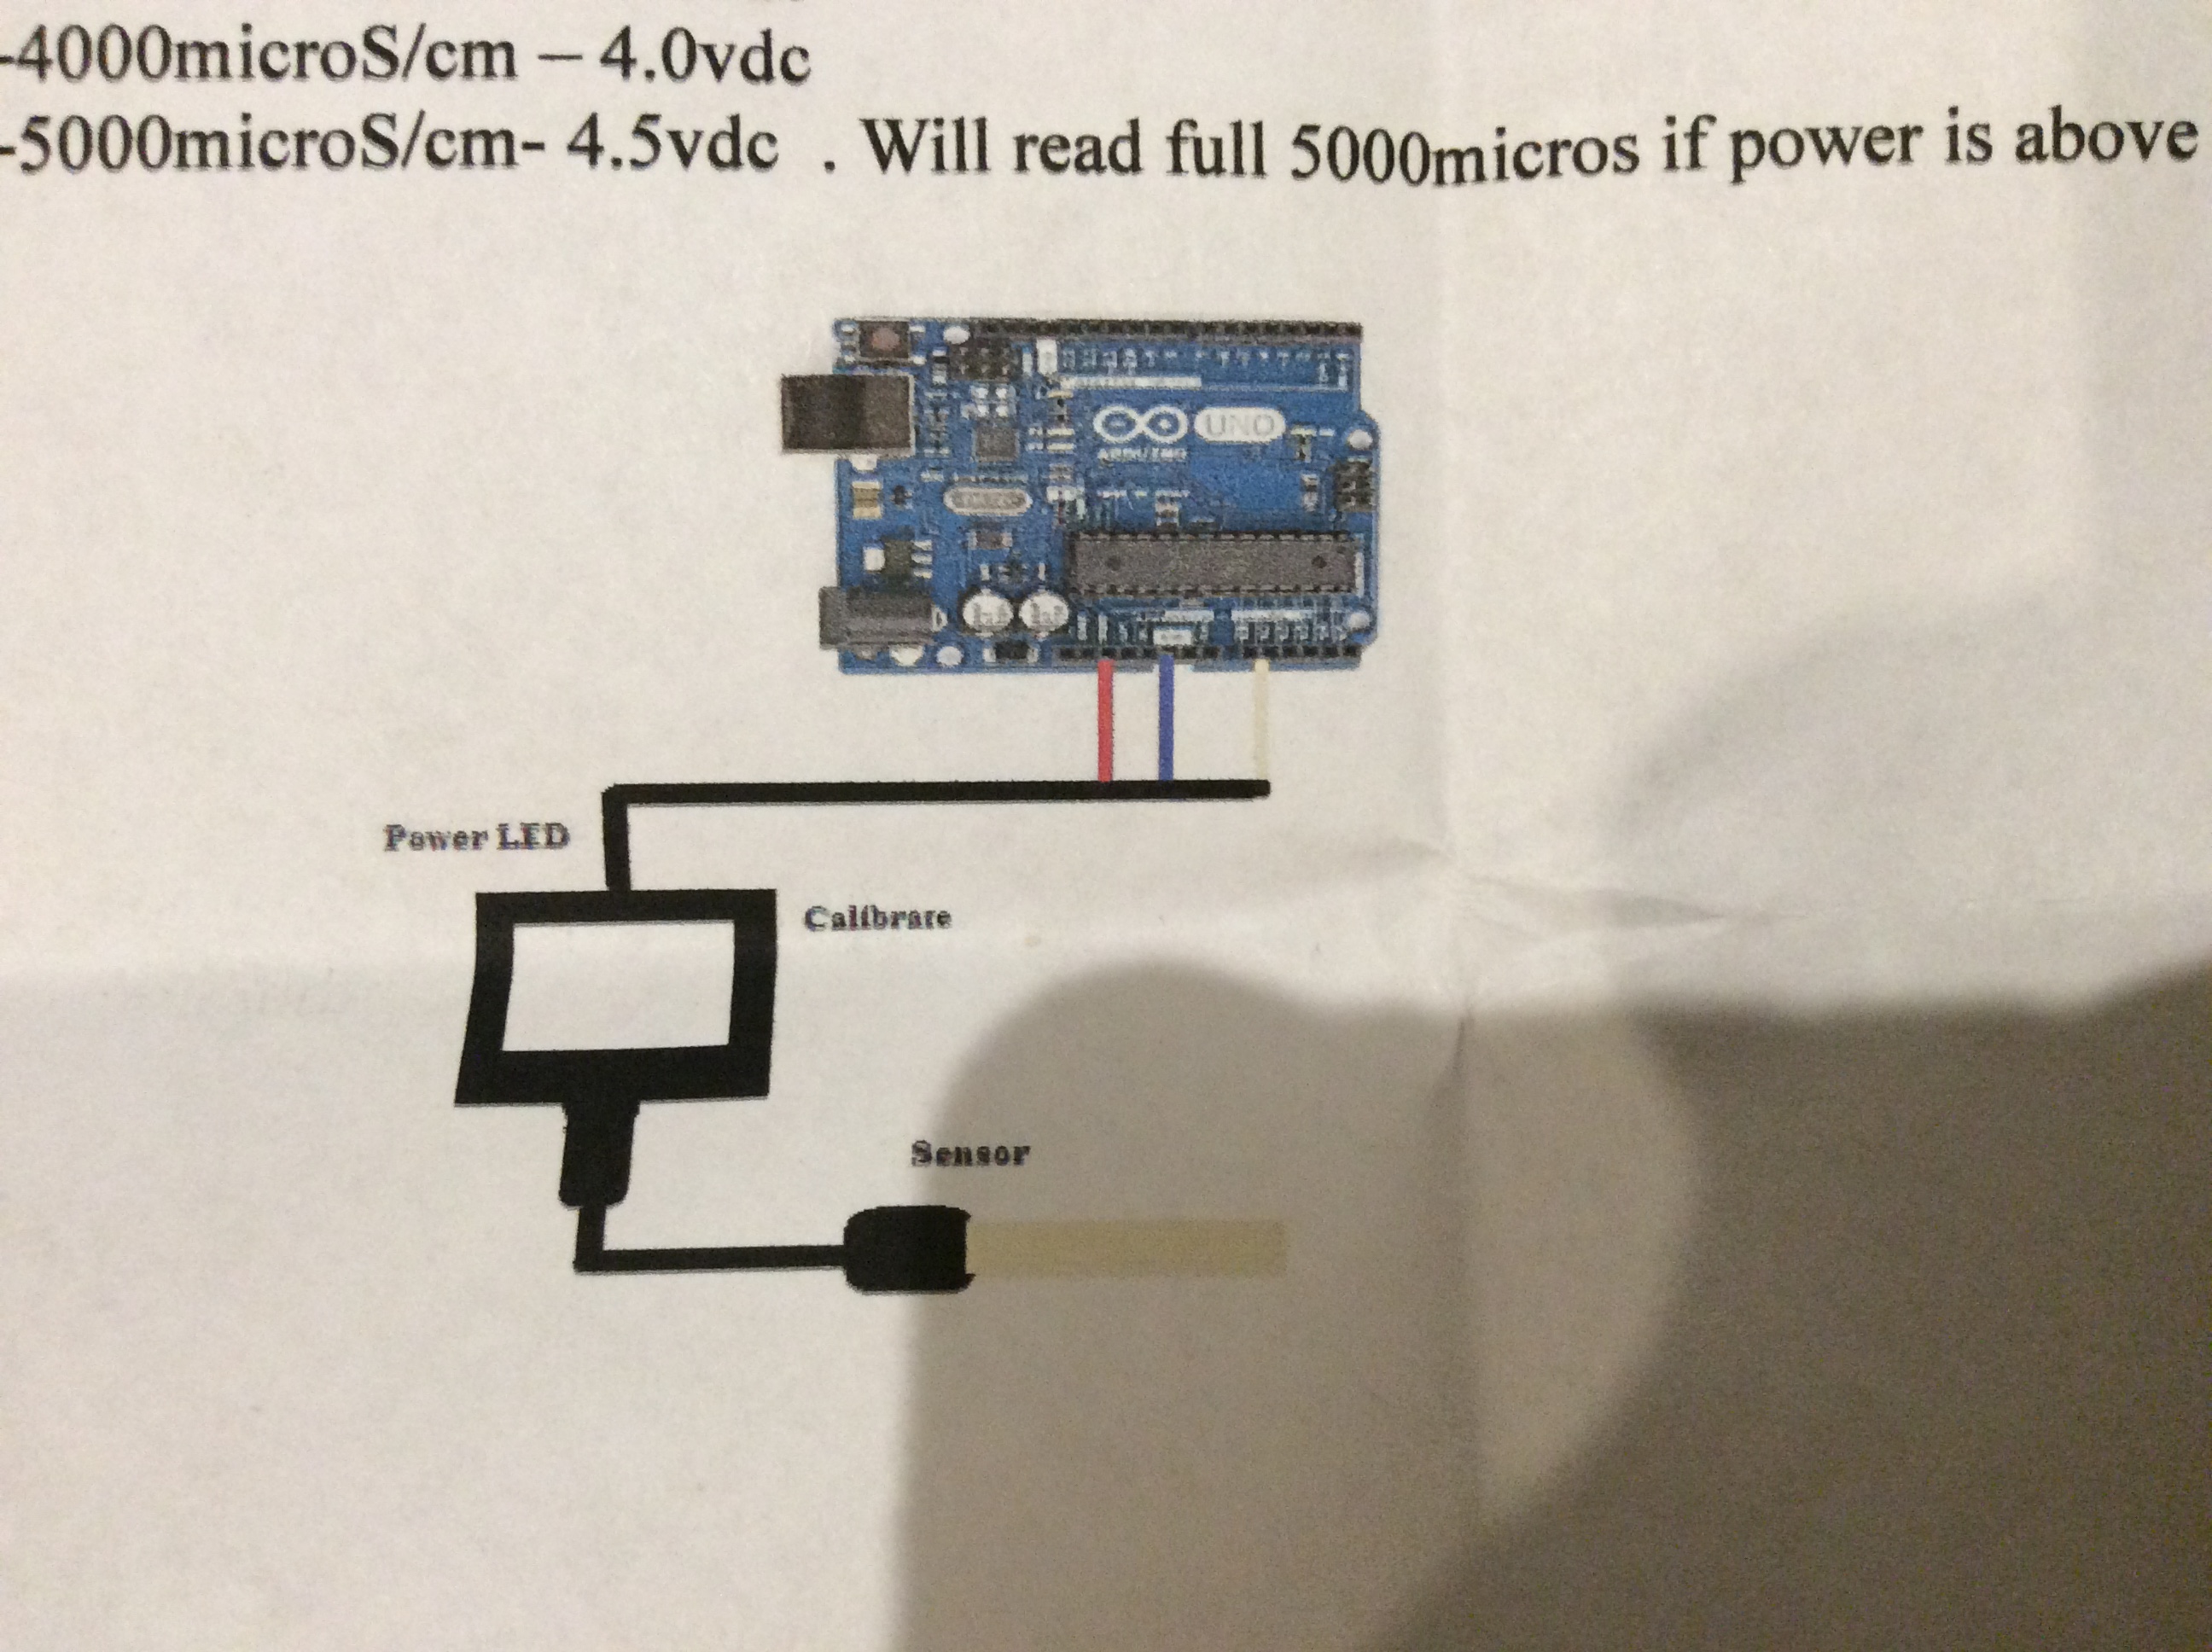 -4000microS/cm – 4.0vdc
-5000microS/cm- 4.5vdc . Will read full 5000micros if power is above
UNO
ARDUINO
Power LED
Calibrate
Sensor